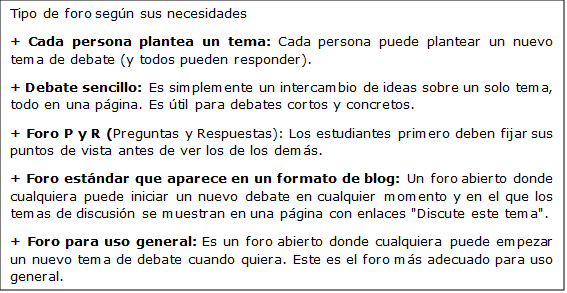 Tipo de foro según sus necesidades
+ Cada persona plantea un tema: Cada persona puede plantear un nuevo
tema de debate (y todos pueden responder).
+ Debate sencillo: Es simplemente un intercambio de ideas sobre un solo tema,
todo en una página. Es útil para debates cortos y concretos.
+ Foro P y R (Preguntas y Respuestas): Los estudiantes primero deben fijar sus
puntos de vista antes de ver los de los demás.
+ Foro estándar que aparece en un formato de blog: Un foro abierto donde
cualquiera puede iniciar un nuevo debate en cualquier momento y en el que los
temas de discusión se muestran en una página con enlaces "Discute este tema".
+ Foro para uso general: Es un foro abierto donde cualquiera puede empezar
un nuevo tema de debate cuando quiera. Este es el foro más adecuado para uso
general.